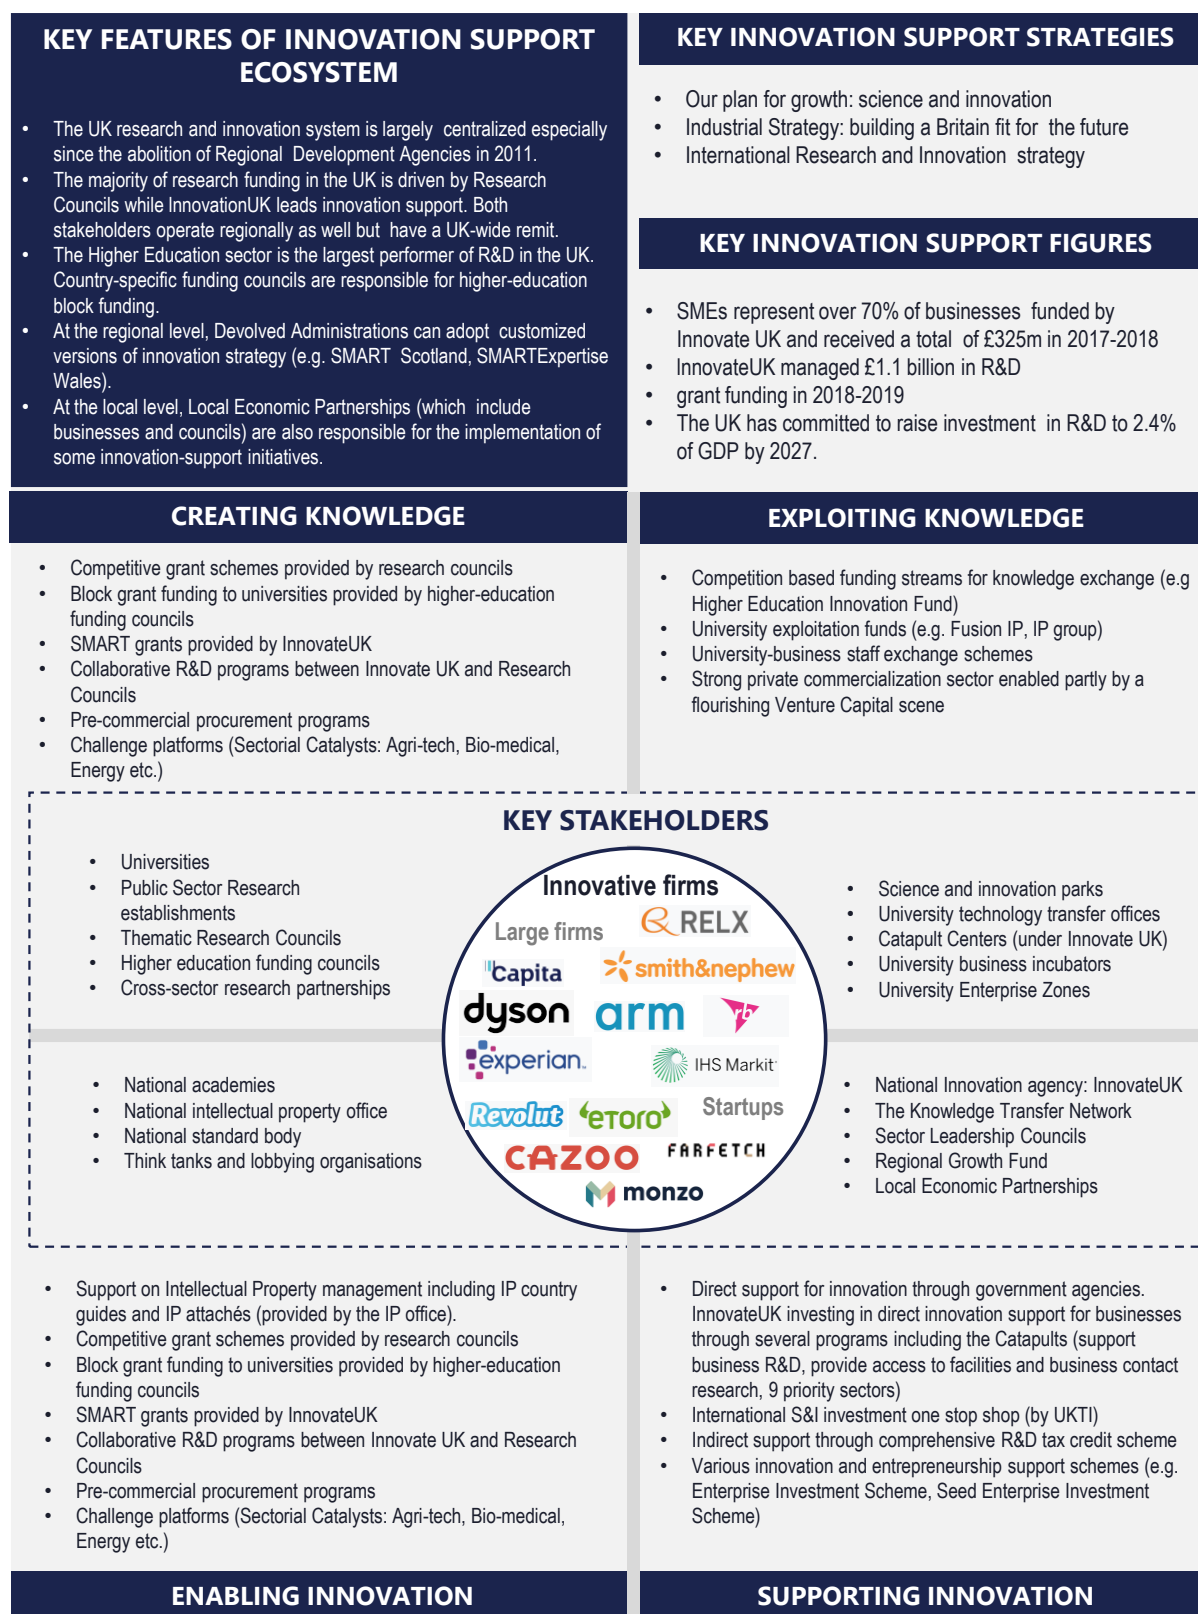 KEY FEATURES OF INNOVATION SUPPORT
ECOSYSTEM
• The UK research and innovation system is largely centralized especially
since the abolition of Regional Development Agencies in 2011.
• The majority of research funding in the UK is driven by Research
Councils while InnovationUK leads innovation support. Both
stakeholders operate regionally as well but have a UK-wide remit.
• The Higher Education sector is the largest performer of R&D in the UK.
Country-specific funding councils are responsible for higher-education
block funding.
• At the regional level, Devolved Administrations can adopt customized
versions of innovation strategy (e.g. SMART Scotland, SMARTExpertise
Wales).
• At the local level, Local Economic Partnerships (which include
businesses and councils) are also responsible for the implementation of
some innovation-support initiatives.
KEY INNOVATION SUPPORT STRATEGIES
• Our plan for growth: science and innovation
• Industrial Strategy: building a Britain fit for the future
• International Research and Innovation strategy
KEY INNOVATION SUPPORT FIGURES
• SMEs represent over 70% of businesses funded by
Innovate UK and received a total of £325m in 2017-2018
• InnovateUK managed £1.1 billion in R&D
• grant funding in 2018-2019
• The UK has committed to raise investment in R&D to 2.4%
of GDP by 2027.
CREATING KNOWLEDGE
• Competitive grant schemes provided by research councils
• Block grant funding to universities provided by higher-education
funding councils
• SMART grants provided by InnovateUK
• Collaborative R&D programs between Innovate UK and Research
Councils
• Pre-commercial procurement programs
• Challenge platforms (Sectorial Catalysts: Agri-tech, Bio-medical,
Energy etc.)
EXPLOITING KNOWLEDGE
• Competition based funding streams for knowledge exchange (e.g
Higher Education Innovation Fund)
• University exploitation funds (e.g. Fusion IP, IP group)
• University-business staff exchange schemes
• Strong private commercialization sector enabled partly by a
flourishing Venture Capital scene
KEY STAKEHOLDERS
• Universities
• Public Sector Research
establishments
• Thematic Research Councils
• Higher education funding councils
• Cross-sector research partnerships
Innovative firms
Large firms
RELX
Capita
smith&nephew
dyson
arm
rb
experian.
IHS Markit
Revolut
eToro
Startups
CAZOO
FARFETCH
monzo
• Science and innovation parks
• University technology transfer offices
• Catapult Centers (under Innovate UK)
• University business incubators
• University Enterprise Zones
• National academies
• National intellectual property office
• National standard body
• Think tanks and lobbying organisations
• National Innovation agency: InnovateUK
• The Knowledge Transfer Network
• Sector Leadership Councils
• Regional Growth Fund
• Local Economic Partnerships
• Support on Intellectual Property management including IP country
guides and IP attachés (provided by the IP office).
• Competitive grant schemes provided by research councils
• Block grant funding to universities provided by higher-education
funding councils
• SMART grants provided by InnovateUK
• Collaborative R&D programs between Innovate UK and Research
Councils
• Pre-commercial procurement programs
• Challenge platforms (Sectorial Catalysts: Agri-tech, Bio-medical,
Energy etc.)
ENABLING INNOVATION
• Direct support for innovation through government agencies.
InnovateUK investing in direct innovation support for businesses
through several programs including the Catapults (support
business R&D, provide access to facilities and business contact
research, 9 priority sectors)
• International S&I investment one stop shop (by UKTI)
• Indirect support through comprehensive R&D tax credit scheme
• Various innovation and entrepreneurship support schemes (e.g.
Enterprise Investment Scheme, Seed Enterprise Investment
Scheme)
SUPPORTING INNOVATION